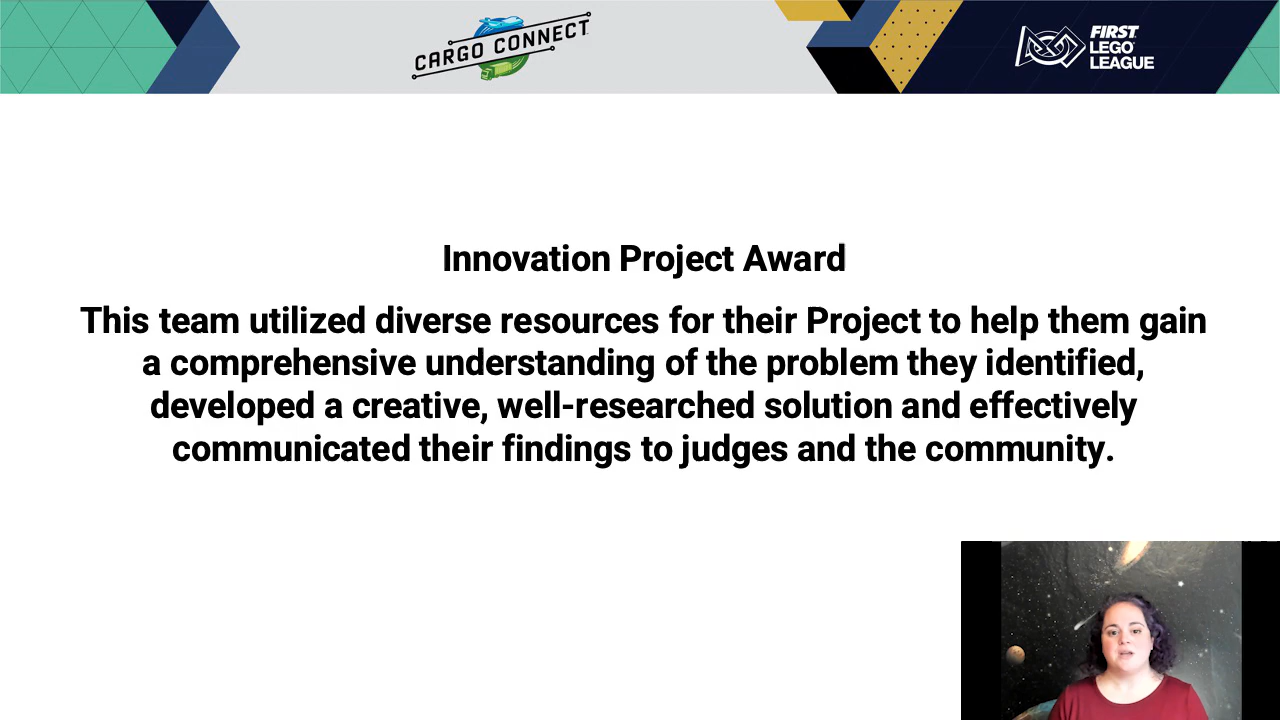 CARGO CONNECT
FIRST
LEGO
LEAGUE
Innovation Project Award
This team utilized diverse resources for their Project to help them gain
a comprehensive understanding of the problem they identified,
developed a creative, well-researched solution and effectively
communicated their findings to judges and the community.